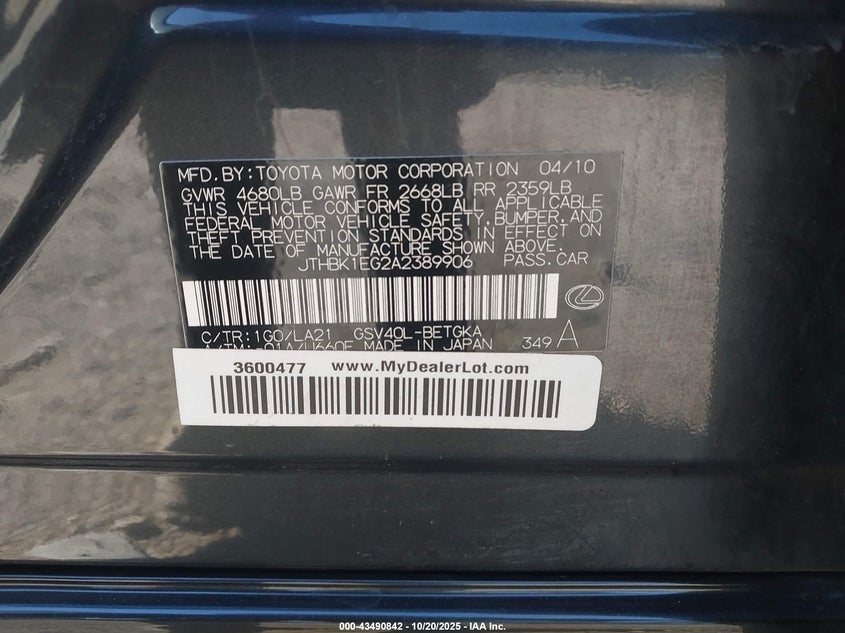 MFD.BY:TOYOTA MOTOR CORPORATION 04/10
GVWR 4680LB GAWR FR 2668LB RR 2359LB
THIS VEHICLE CONFORMS TO ALL APPLICABLE
FEDERAL MOTOR VEHICLE SAFETY,BUMPER,AND
THEFT PREVENTION STANDARDS IN EFFECT ON
THE DATE OF MANUFACTURE SHOWN ABOVE.
JTHBK1EG2A2389906 PASS.CAR
C/TR:1G0/LA21 GSV40L-BETGKA
A/TM: /U660E MADE IN JAPAN 349A
3600477 www.MyDealerLot.com
000-43490842 - 10/20/2025 - IAA Inc.